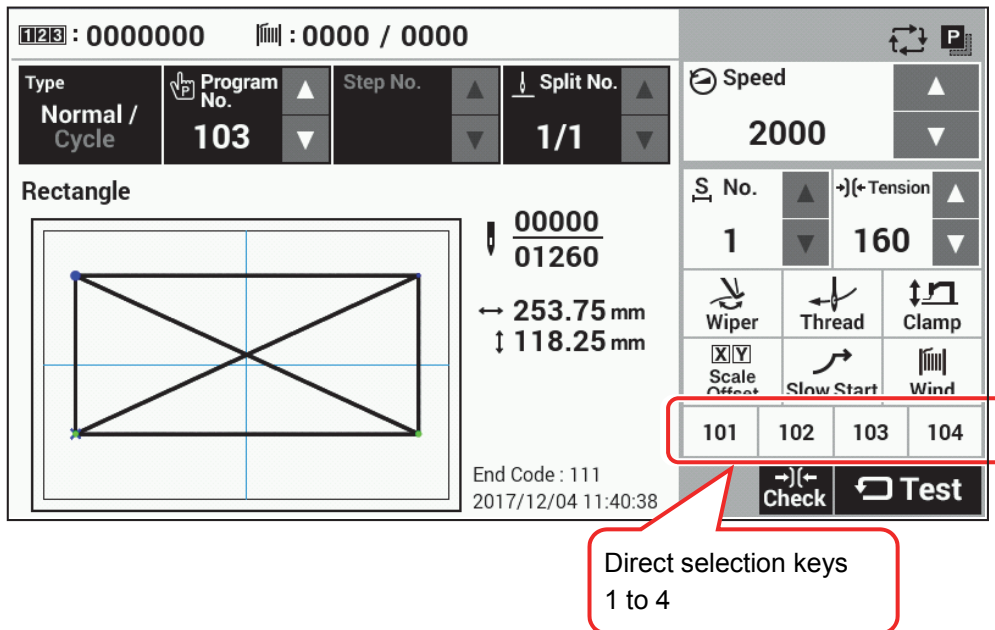 123 : 0000000 : 0000 / 0000 P
Type
Normal /
Cycle
P Program
No.
103
Step No.
Split No.
1/1
Speed
2000
Rectangle
00000
01260
253.75 mm
118.25 mm
S No.
1
Tension
160
Wiper
Thread
Clamp
X Y
Scale
Offset
Slow Start
Wind
101 102 103 104
End Code : 111
2017/12/04 11:40:38
Check
Test
Direct selection keys
1 to 4